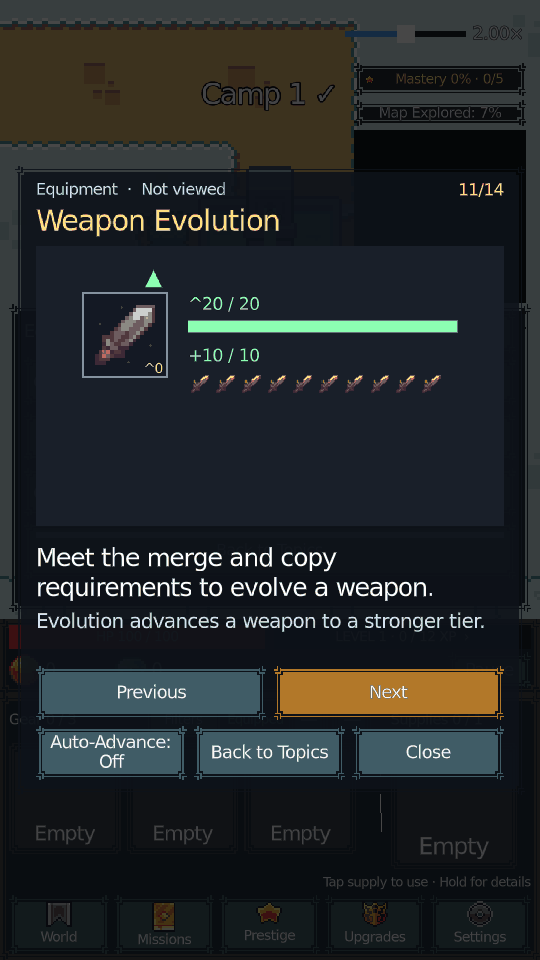 2.00×
Mastery 0% · 0/5
Camp 1 ✓
Map Explored: 7%
Equipment · Not viewed
11/14
Weapon Evolution
^20 / 20
^0
+10 / 10
Meet the merge and copy
requirements to evolve a weapon.
Evolution advances a weapon to a stronger tier.
Previous
Next
Auto-Advance:
Off
Back to Topics
Close
Empty
Empty
Empty
Empty
Tap supply to use · Hold for details
World
Missions
Prestige
Upgrades
Settings